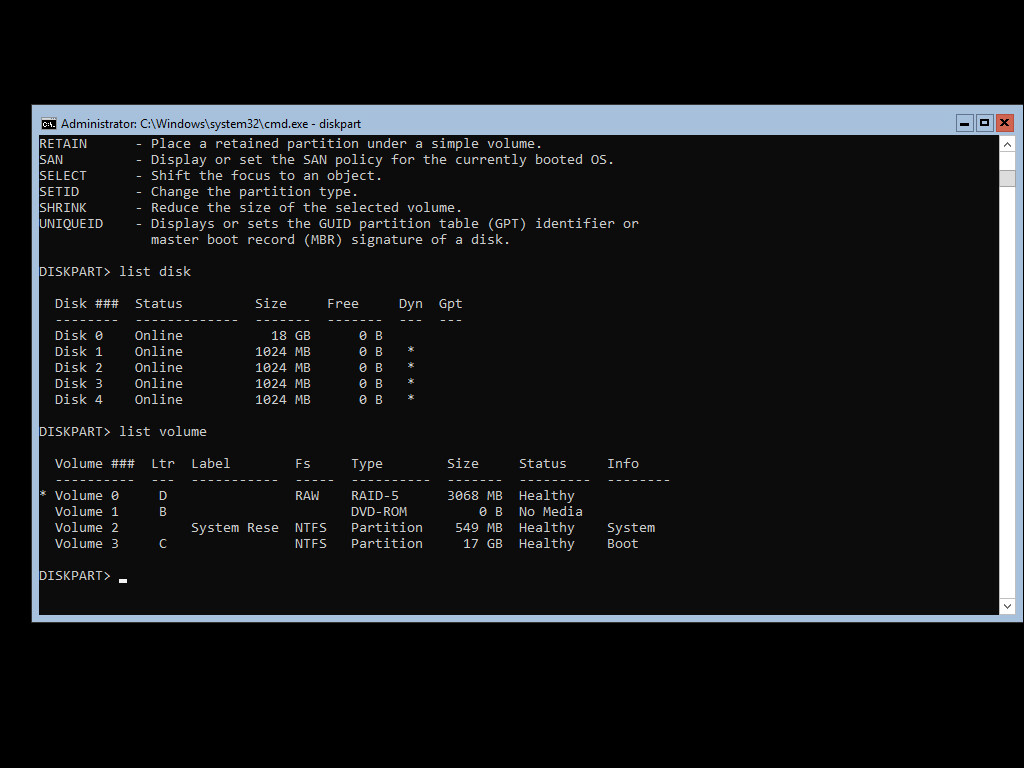 Administrator: C:\Windows\system32\cmd.exe - diskpart
RETAIN      - Place a retained partition under a simple volume.
SAN         - Display or set the SAN policy for the currently booted OS.
SELECT      - Shift the focus to an object.
SETID       - Change the partition type.
SHRINK      - Reduce the size of the selected volume.
UNIQUEID    - Displays or sets the GUID partition table (GPT) identifier or
              master boot record (MBR) signature of a disk.
DISKPART> list disk
  Disk ###  Status         Size     Free     Dyn  Gpt
  --------  -------------  -------  -------  ---  ---
  Disk 0    Online           18 GB      0 B
  Disk 1    Online         1024 MB      0 B   *
  Disk 2    Online         1024 MB      0 B   *
  Disk 3    Online         1024 MB      0 B   *
  Disk 4    Online         1024 MB      0 B   *
DISKPART> list volume
  Volume ###  Ltr  Label        Fs     Type        Size     Status     Info
  ----------  ---  -----------  -----  ----------  -------  ---------  --------
* Volume 0     D                RAW    RAID-5      3068 MB  Healthy
  Volume 1     B                       DVD-ROM         0 B  No Media
  Volume 2         System Rese  NTFS   Partition    549 MB  Healthy    System
  Volume 3     C                NTFS   Partition     17 GB  Healthy    Boot
DISKPART>